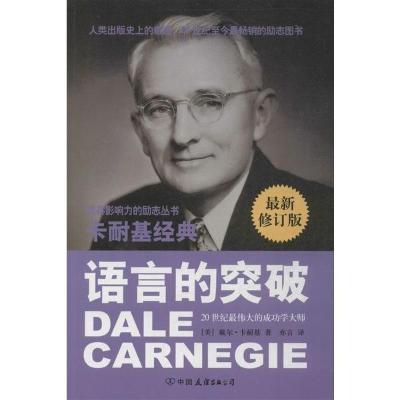 人类出版史上的
世纪至今最畅销的励志图书
影响力的励志丛书
卡耐基经典
最新
修订版
语言的突破
20世纪最伟大的成功学大师
DALE
[美] 戴尔·卡耐基 著 亦言 译
CARNEGIE
中国友谊出版公司